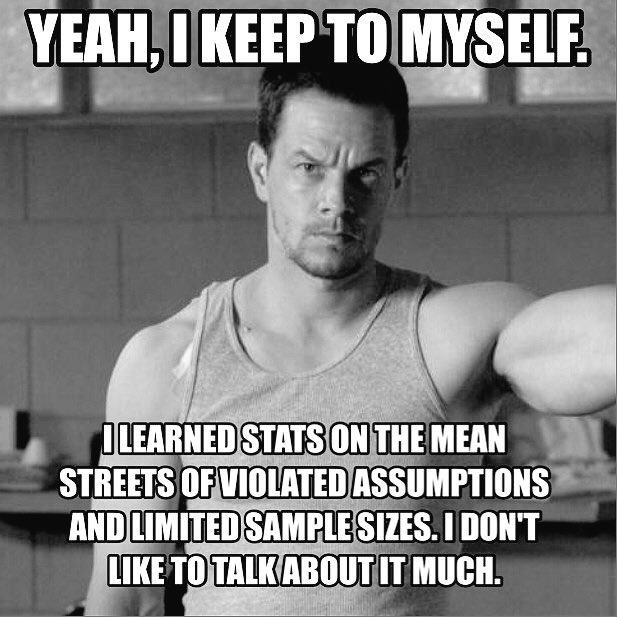 YEAH, I KEEP TO MYSELF.
I LEARNED STATS ON THE MEAN
STREETS OF VIOLATED ASSUMPTIONS
AND LIMITED SAMPLE SIZES. I DON'T
LIKE TO TALK ABOUT IT MUCH.